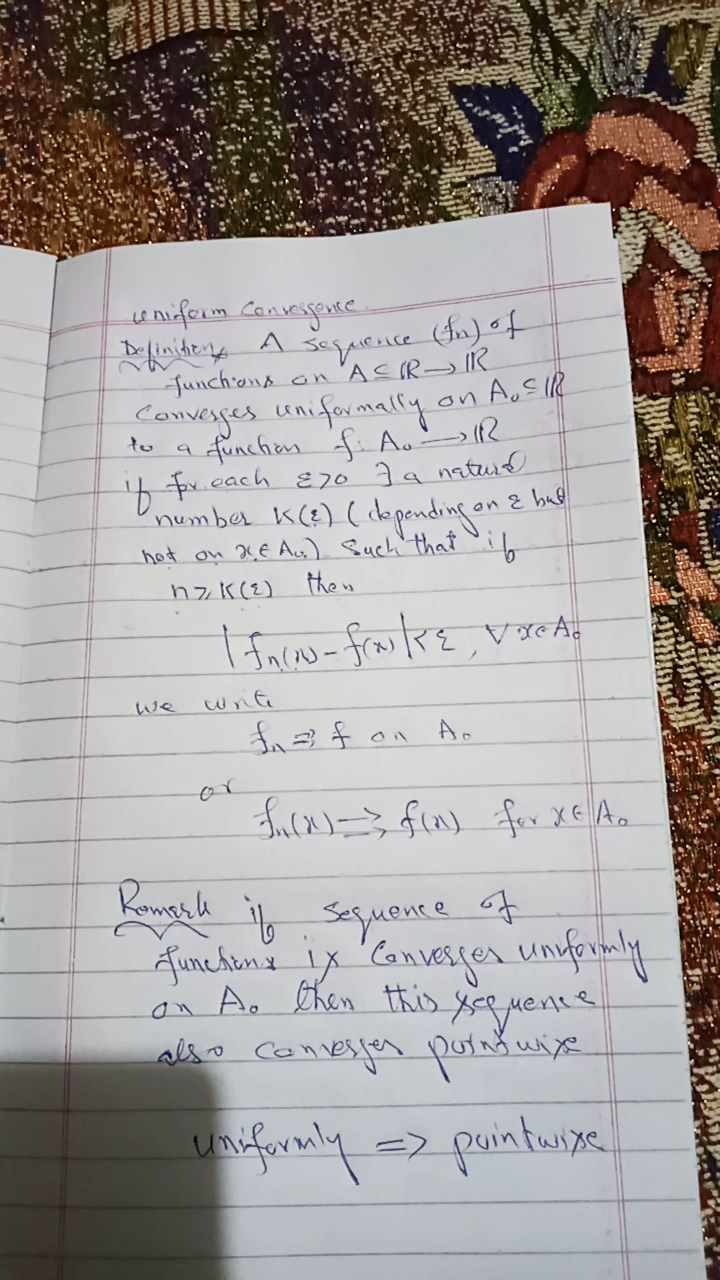 uniform Convergence
Definition A sequence (fn) of
functions on A ⊆ ℝ → ℝ
Converges uniformally on A₀ ⊆ ℝ
to a function f: A₀ → ℝ
if for each ε>0 ∃ a natural
number K(ε) (depending on ε but
not on x ∈ A₀) Such that if
n ≥ K(ε) then
|fn(x) - f(x)| < ε, ∀ x ∈ A₀
we write
fn ⇉ f on A₀
or
fn(x) ⇉ f(x) for x ∈ A₀
Remark if sequence of
functions is Converges uniformly
on A₀ then this sequence
also converges pointwise
uniformly => pointwise